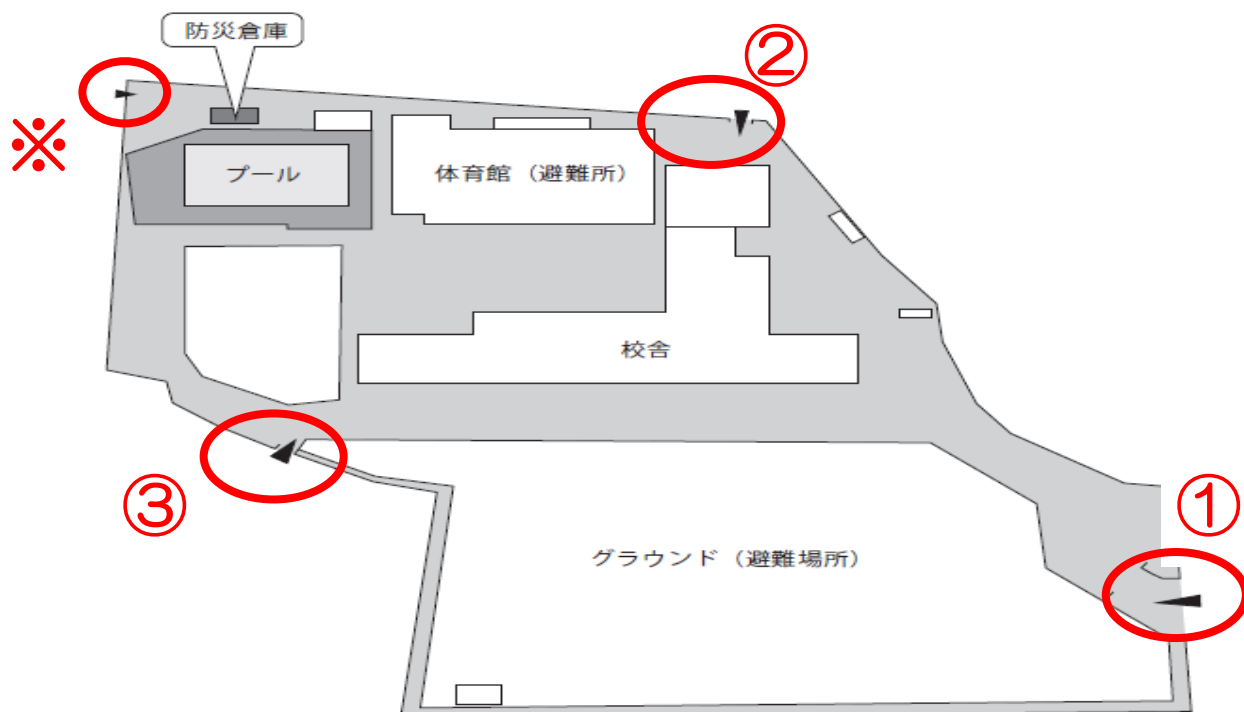 防災倉庫
②
※
プール
体育館（避難所）
校舎
③
①
グラウンド（避難場所）